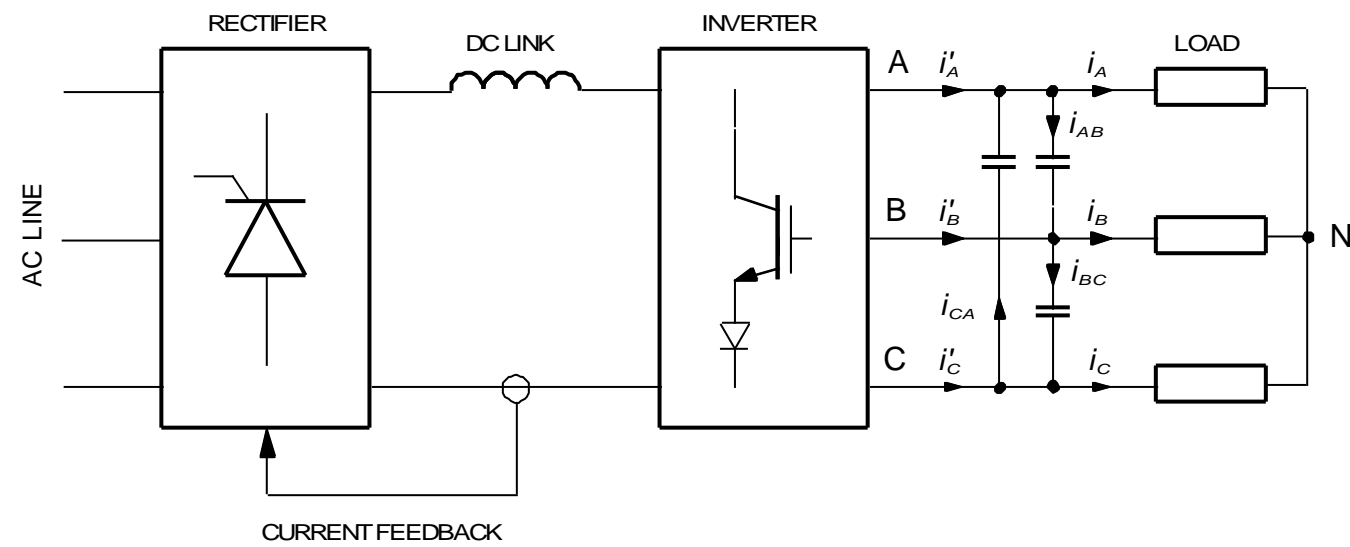 RECTIFIER
DC LINK
INVERTER
LOAD
A i'A iA
iAB
AC LINE
B i'B iB
N
iBC
iCA
C i'C iC
CURRENT FEEDBACK